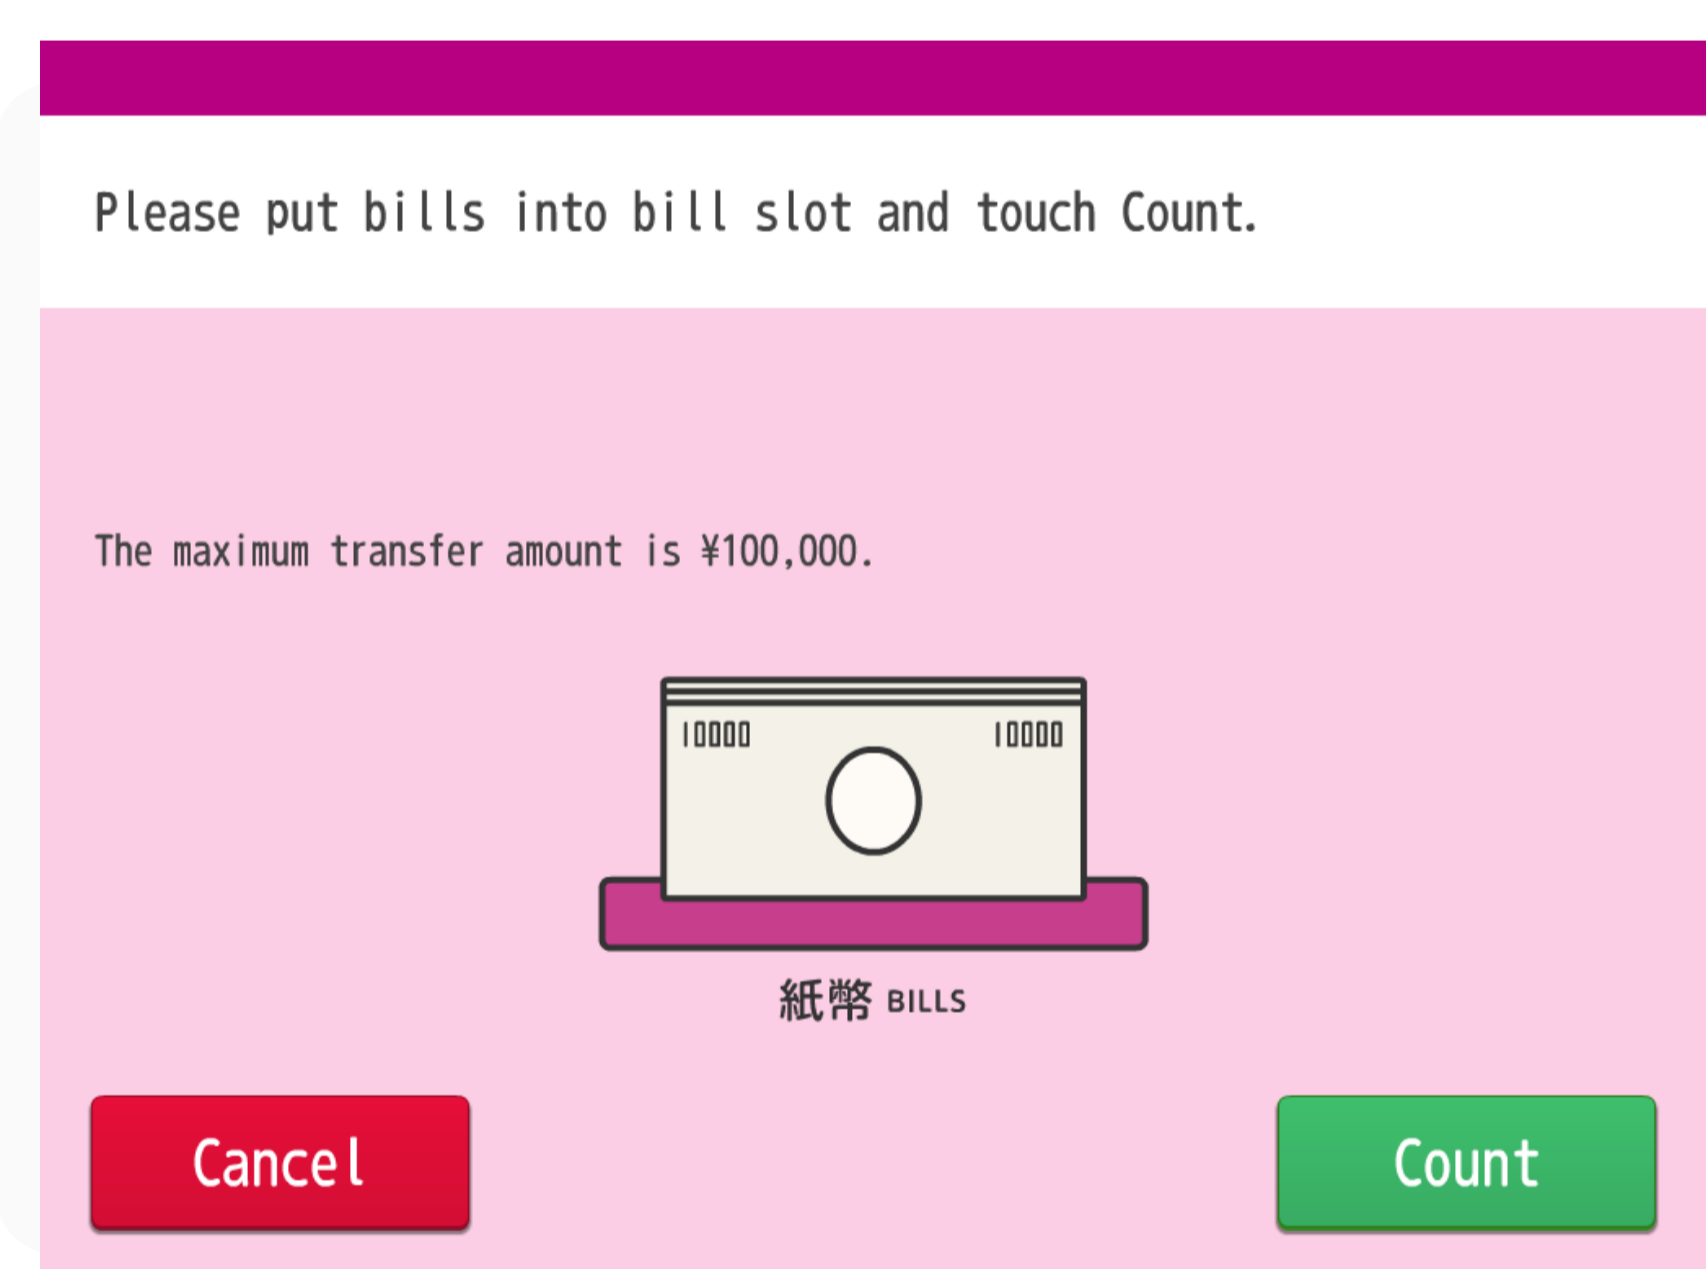 Please put bills into bill slot and touch Count.
The maximum transfer amount is ¥100,000.
10000 10000
紙幣 BILLS
Cancel Count